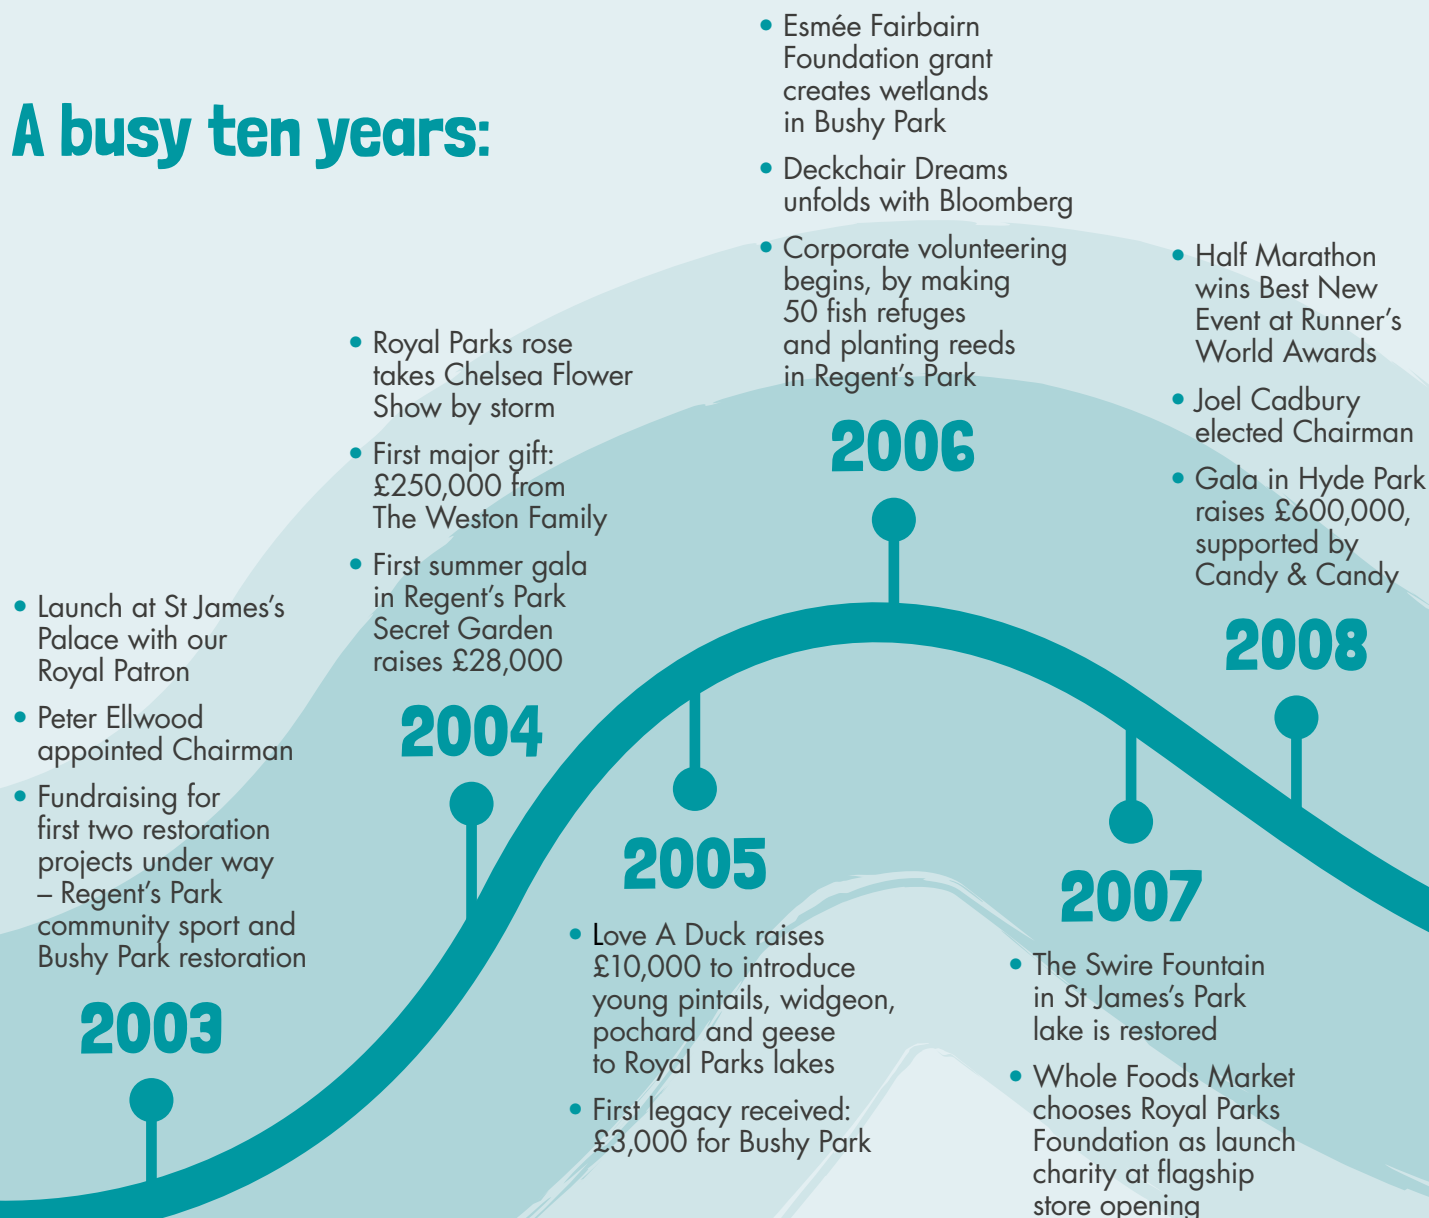 A busy ten years:
• Launch at St James’s
Palace with our
Royal Patron
• Peter Ellwood
appointed Chairman
• Fundraising for
first two restoration
projects under way
– Regent’s Park
community sport and
Bushy Park restoration
2003
• Royal Parks rose
takes Chelsea Flower
Show by storm
• First major gift:
£250,000 from
The Weston Family
• First summer gala
in Regent’s Park
Secret Garden
raises £28,000
2004
2005
• Love A Duck raises
£10,000 to introduce
young pintails, widgeon,
pochard and geese
to Royal Parks lakes
• First legacy received:
£3,000 for Bushy Park
• Esmée Fairbairn
Foundation grant
creates wetlands
in Bushy Park
• Deckchair Dreams
unfolds with Bloomberg
• Corporate volunteering
begins, by making
50 fish refuges
and planting reeds
in Regent’s Park
2006
2007
• The Swire Fountain
in St James’s Park
lake is restored
• Whole Foods Market
chooses Royal Parks
Foundation as launch
charity at flagship
store opening
• Half Marathon
wins Best New
Event at Runner’s
World Awards
• Joel Cadbury
elected Chairman
• Gala in Hyde Park
raises £600,000,
supported by
Candy & Candy
2008